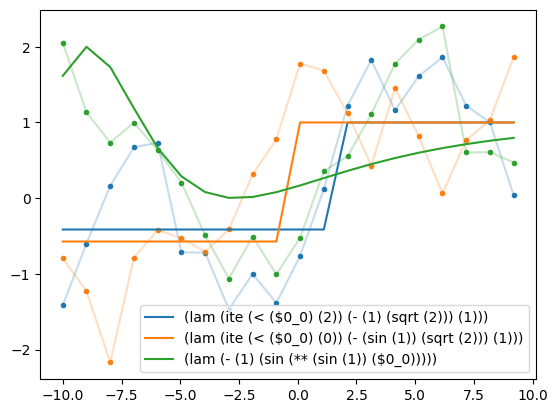 2
1
0
−1
−2
(lam (ite (< ($0_0) (2)) (- (1) (sqrt (2))) (1)))
(lam (ite (< ($0_0) (0)) (- (sin (1)) (sqrt (2))) (1)))
(lam (- (1) (sin (** (sin (1)) ($0_0)))))
−10.0 −7.5 −5.0 −2.5 0.0 2.5 5.0 7.5 10.0